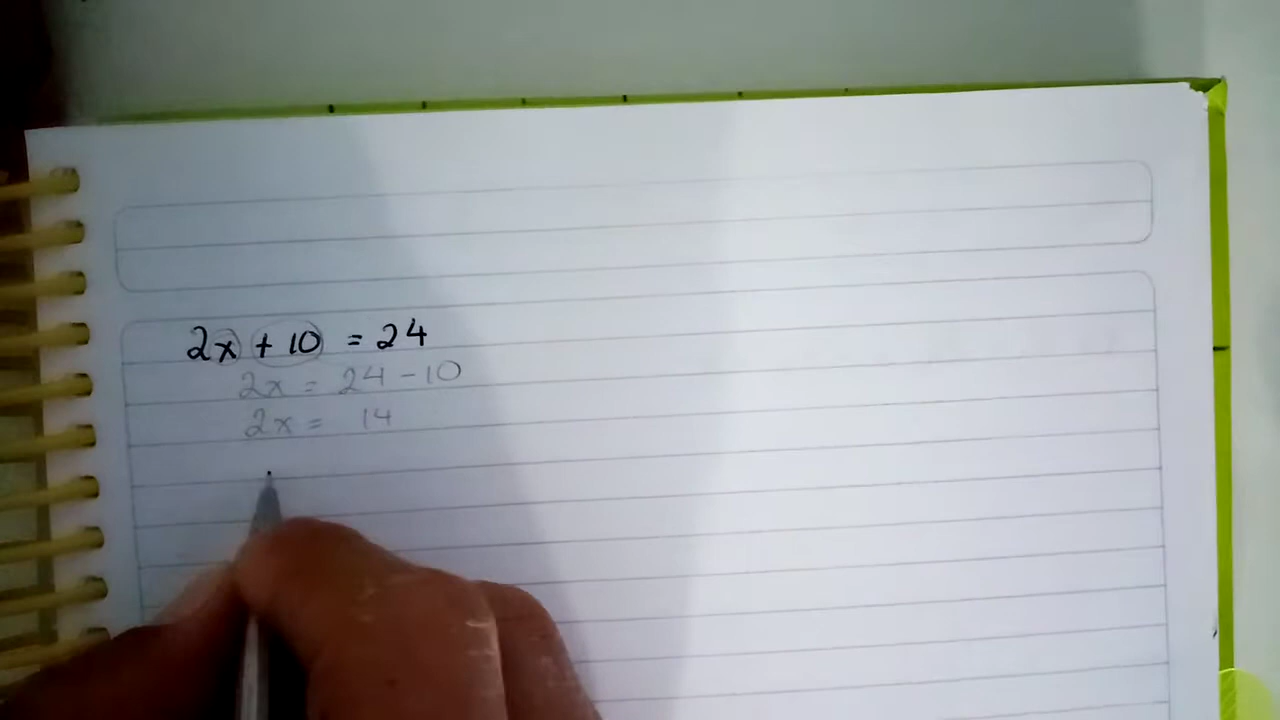 2x + 10 = 24
2x = 24 - 10
2x = 14